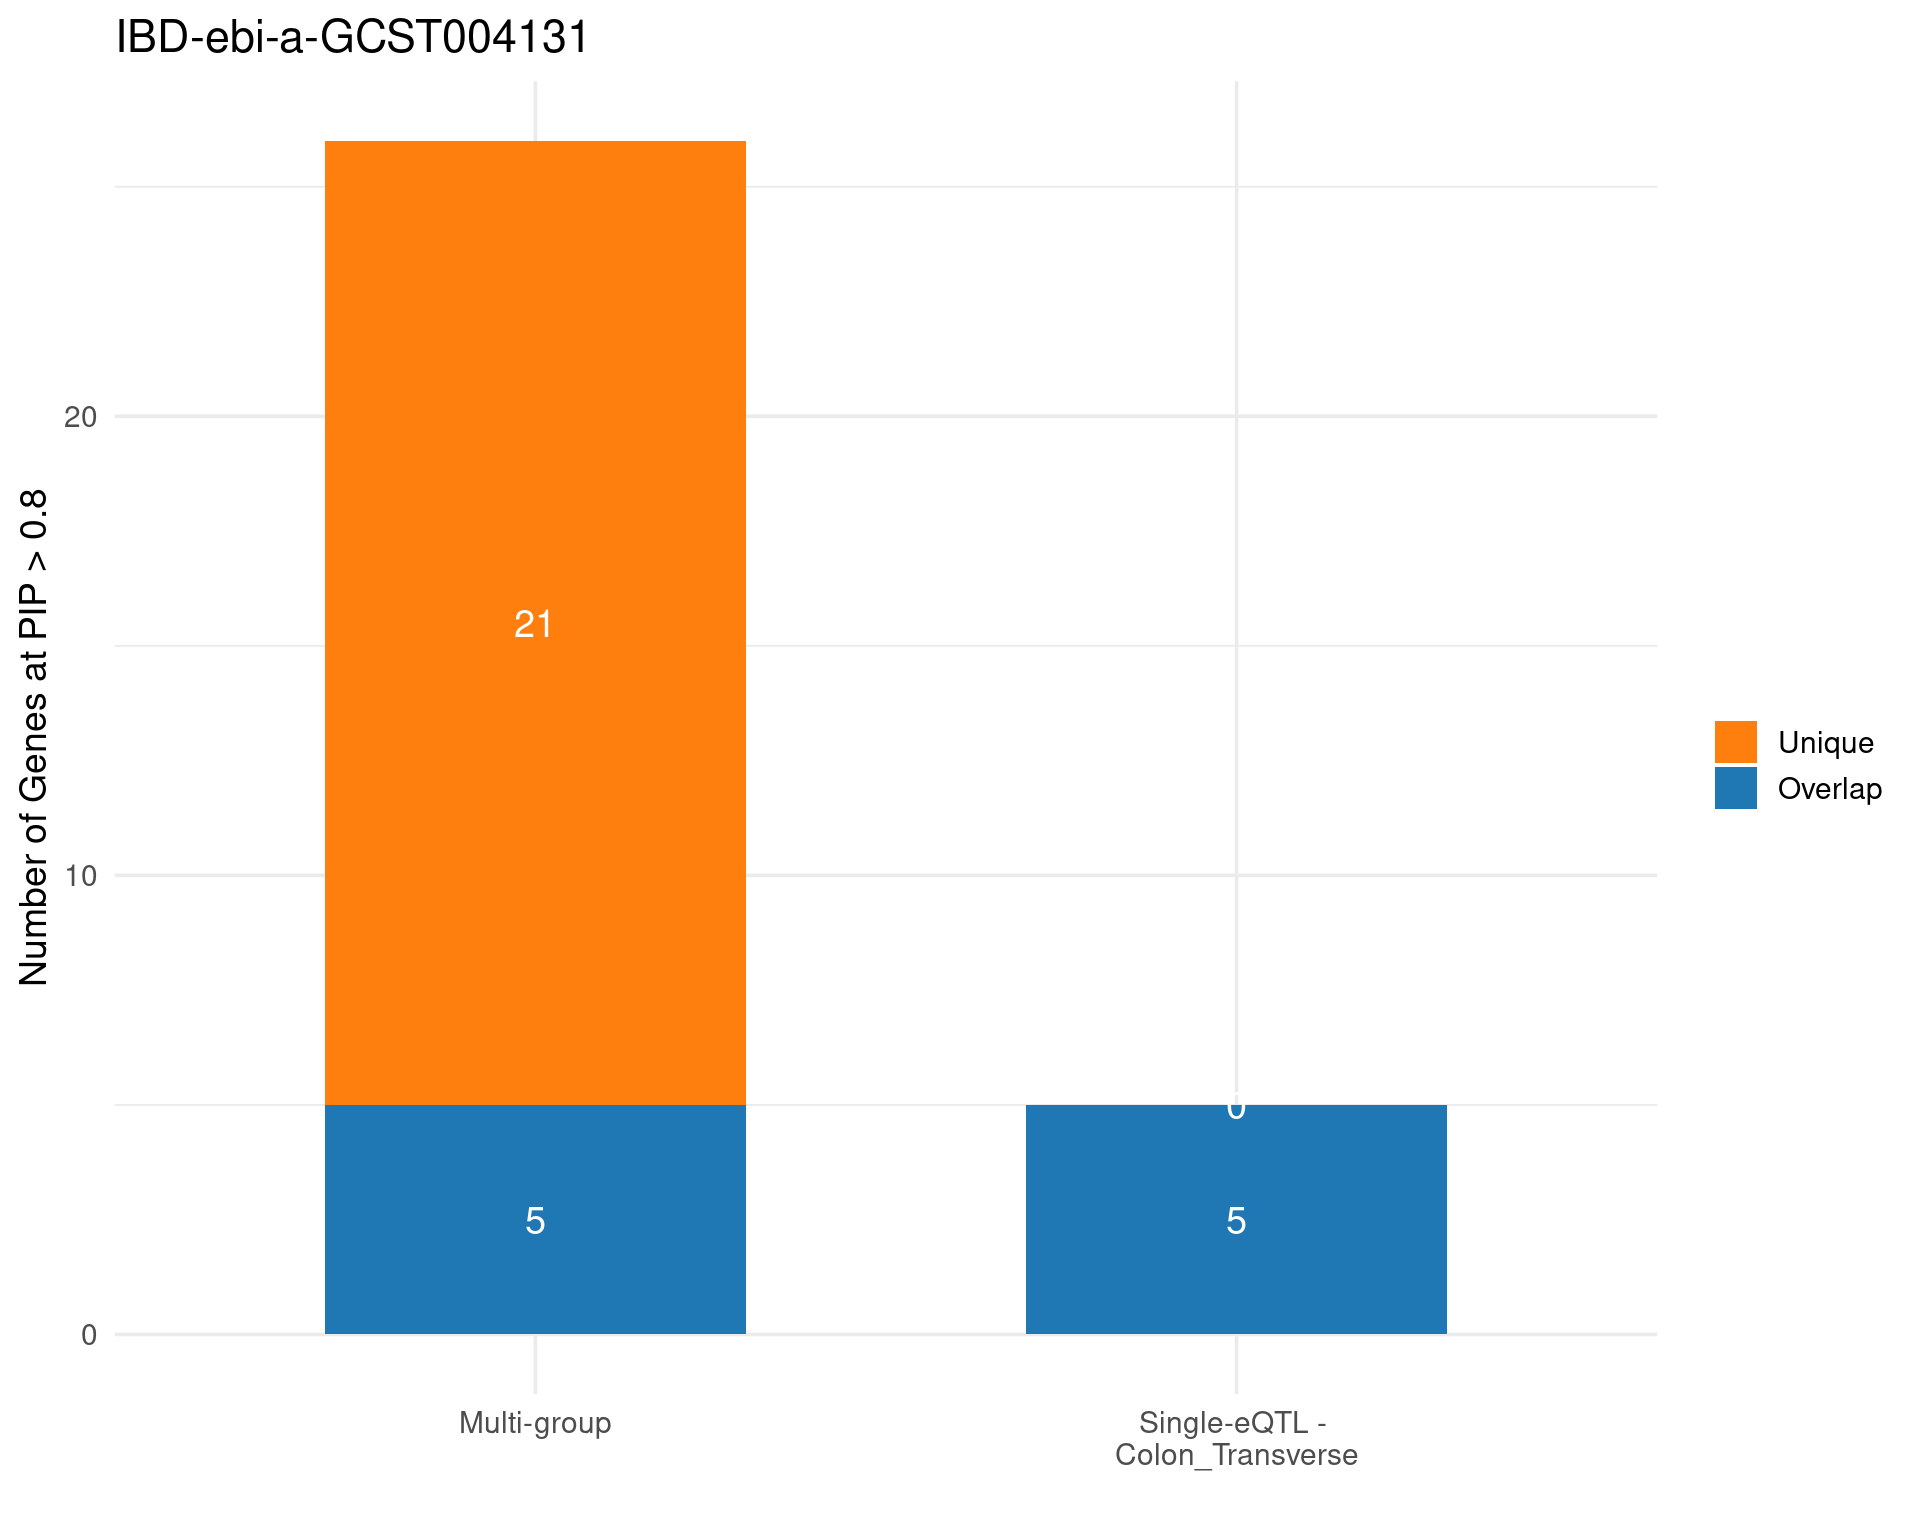 IBD-ebi-a-GCST004131
Number of Genes at PIP > 0.8
20
10
0
21
5
0
5
Multi-group
Single-eQTL -
Colon_Transverse
Unique
Overlap